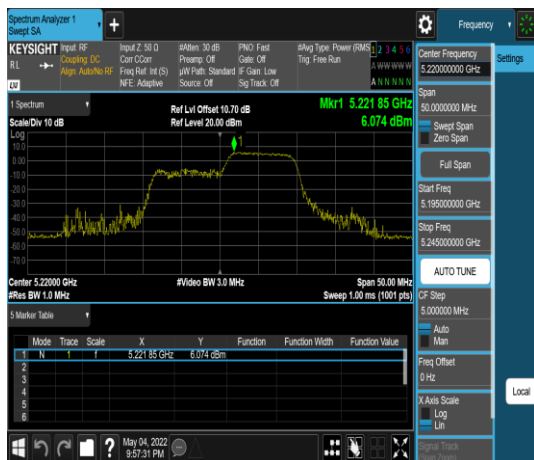 Spectrum Analyzer 1
Swept SA
Frequency
KEYSIGHT
RL
LXI
Input: RF
Coupling: DC
Align: Auto/No RF
Input Z: 50 Ω
Corr CCorr
Freq Ref: Int (S)
NFE: Adaptive
#Atten: 30 dB
Preamp: Off
µW Path: Standard
Source: Off
PNO: Fast
Gate: Off
IF Gain: Low
Sig Track: Off
#Avg Type: Power (RMS)
Trig: Free Run
1 2 3 4 5 6
A W W W W W
A N N N N N
1 Spectrum
Scale/Div 10 dB
Ref Lvl Offset 10.70 dB
Ref Level 20.00 dBm
Mkr1 5.221 85 GHz
6.074 dBm
Log
10.0
0.00
-10.0
-20.0
-30.0
-40.0
-50.0
-60.0
-70.0
1
Center 5.22000 GHz
#Res BW 1.0 MHz
#Video BW 3.0 MHz
Span 50.00 MHz
Sweep 1.00 ms (1001 pts)
5 Marker Table
Mode Trace Scale X Y Function Function Width Function Value
1 N 1 f 5.221 85 GHz 6.074 dBm
2
3
4
5
6
May 04, 2022
9:57:31 PM
Center Frequency
5.220000000 GHz
Span
50.0000000 MHz
Swept Span
Zero Span
Full Span
Start Freq
5.195000000 GHz
Stop Freq
5.245000000 GHz
AUTO TUNE
CF Step
5.000000 MHz
Auto
Man
Freq Offset
0 Hz
X Axis Scale
Log
Lin
Signal Track
(Span Zoom)
Settings
Local